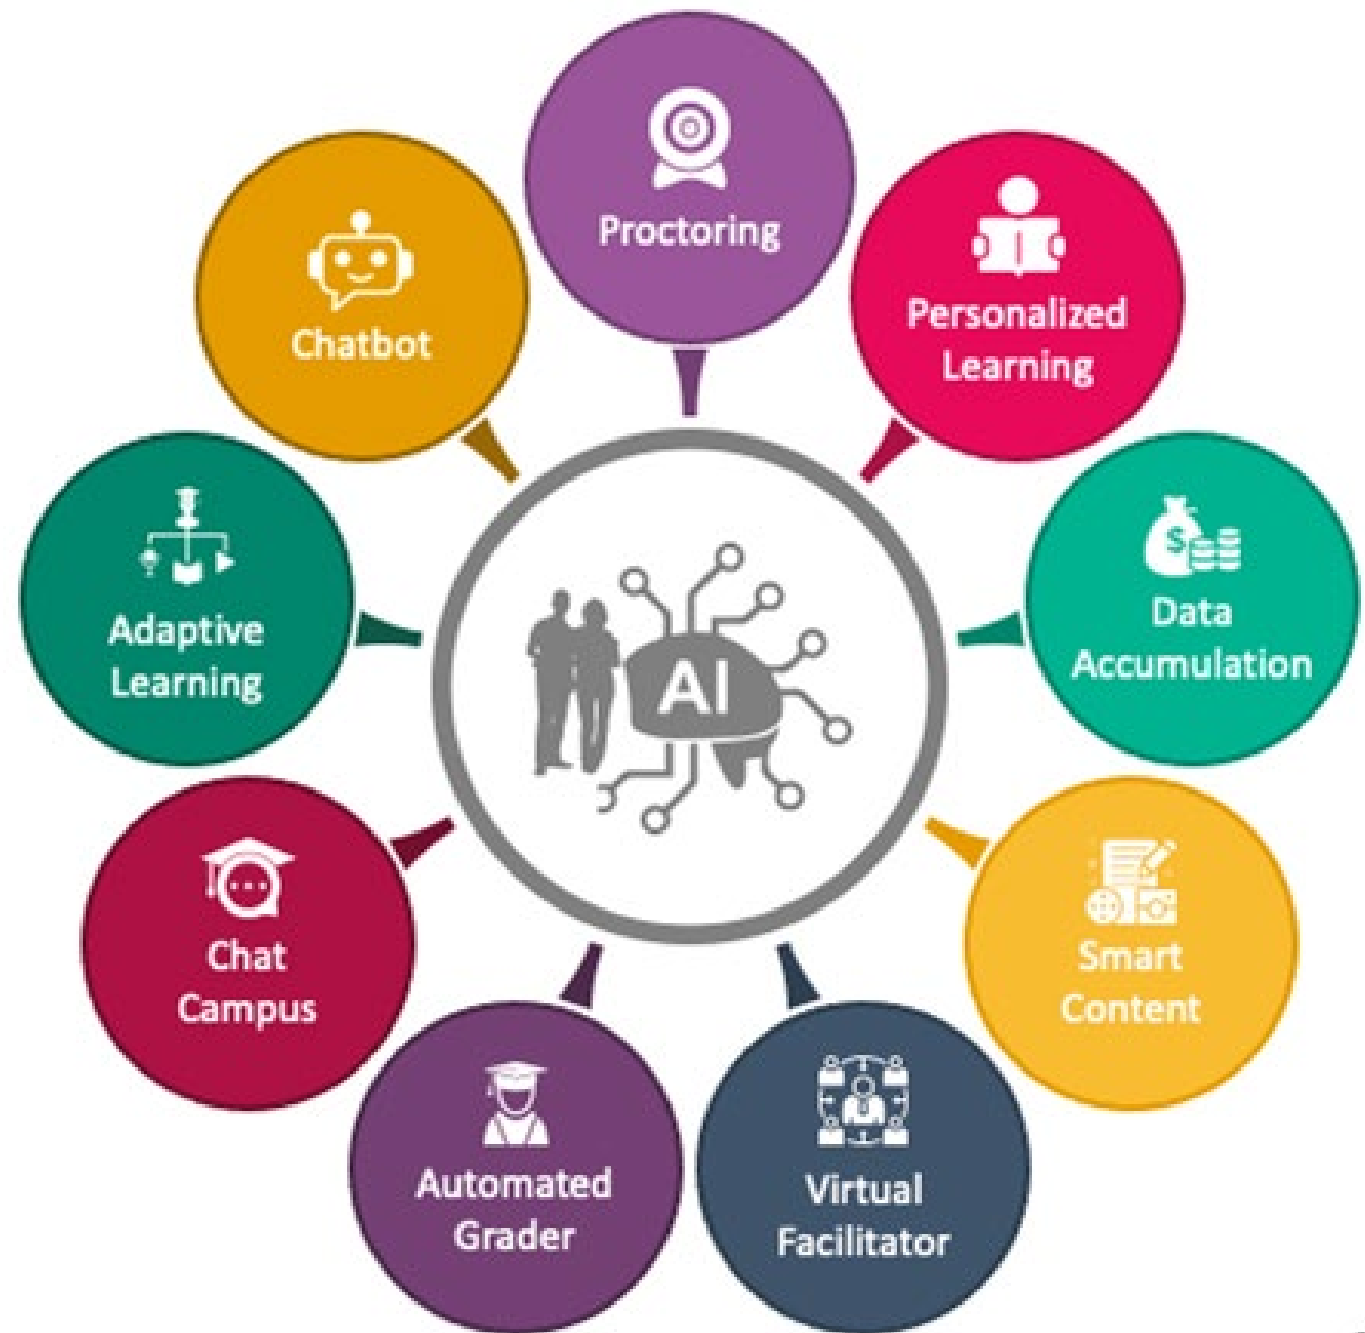 Proctoring
Personalized
Learning
Data
Accumulation
Smart
Content
Virtual
Facilitator
Automated
Grader
Chat
Campus
Adaptive
Learning
Chatbot
AI
$